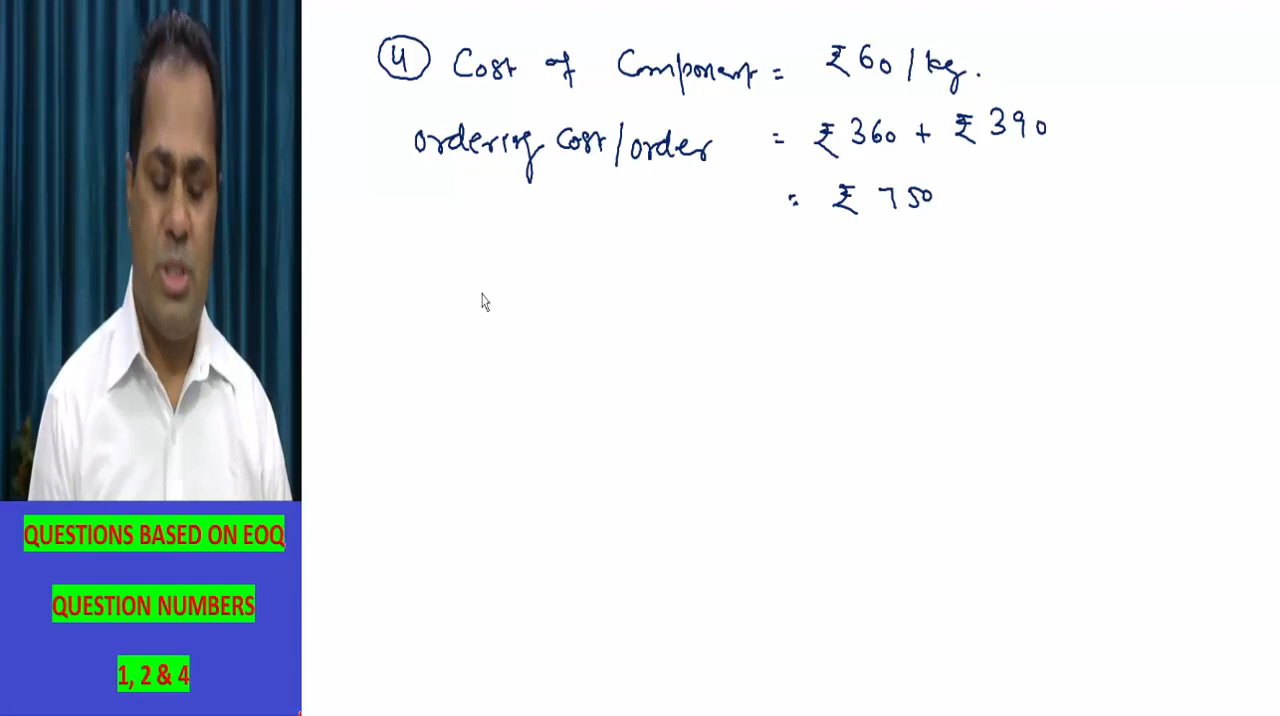 4 Cost of Component = ₹60/kg.
ordering cost/order = ₹360 + ₹390
= ₹750
QUESTIONS BASED ON EOQ
QUESTION NUMBERS
1, 2 & 4